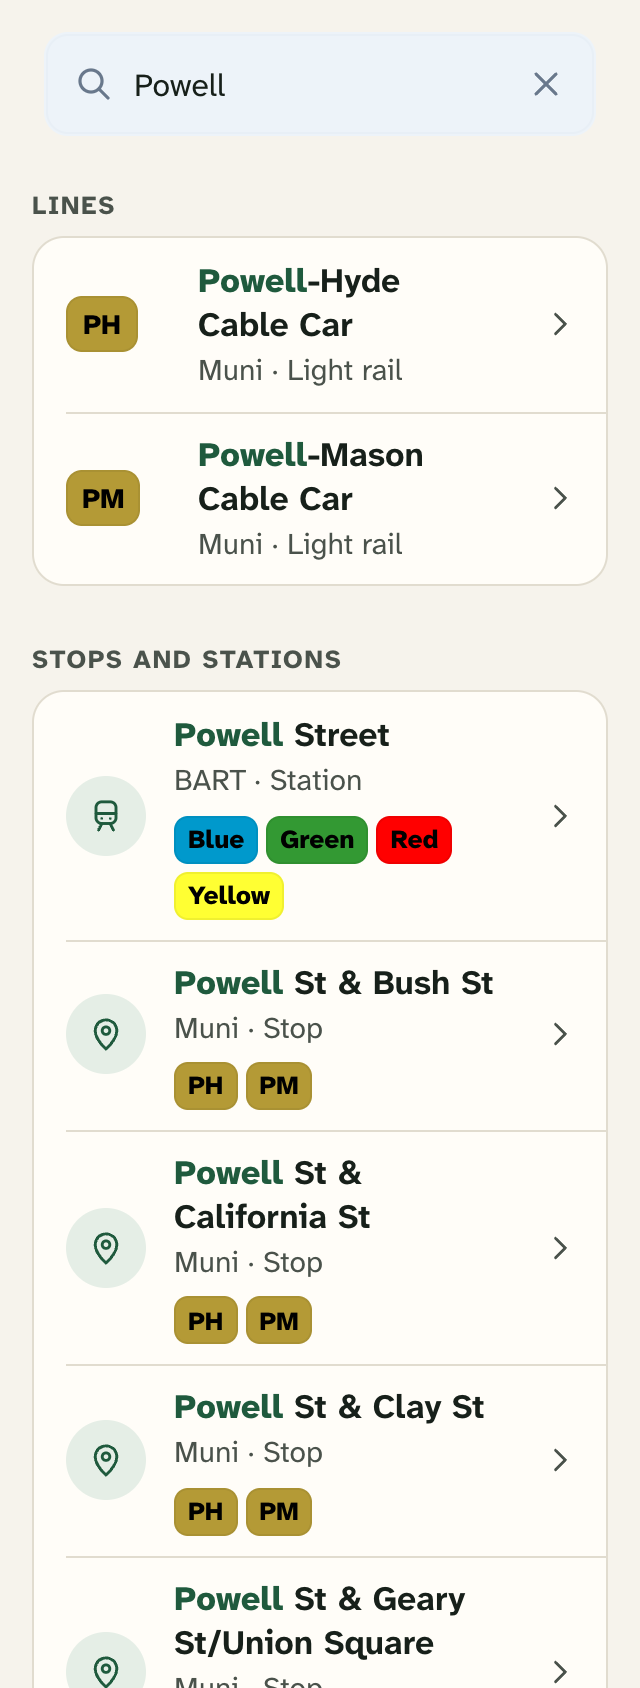 Powell
LINES
PH
Powell-Hyde
Cable Car
Muni · Light rail
PM
Powell-Mason
Cable Car
Muni · Light rail
STOPS AND STATIONS
Powell Street
BART · Station
Blue Green Red
Yellow
Powell St & Bush St
Muni · Stop
PH PM
Powell St &
California St
Muni · Stop
PH PM
Powell St & Clay St
Muni · Stop
PH PM
Powell St & Geary
St/Union Square
Muni · Stop